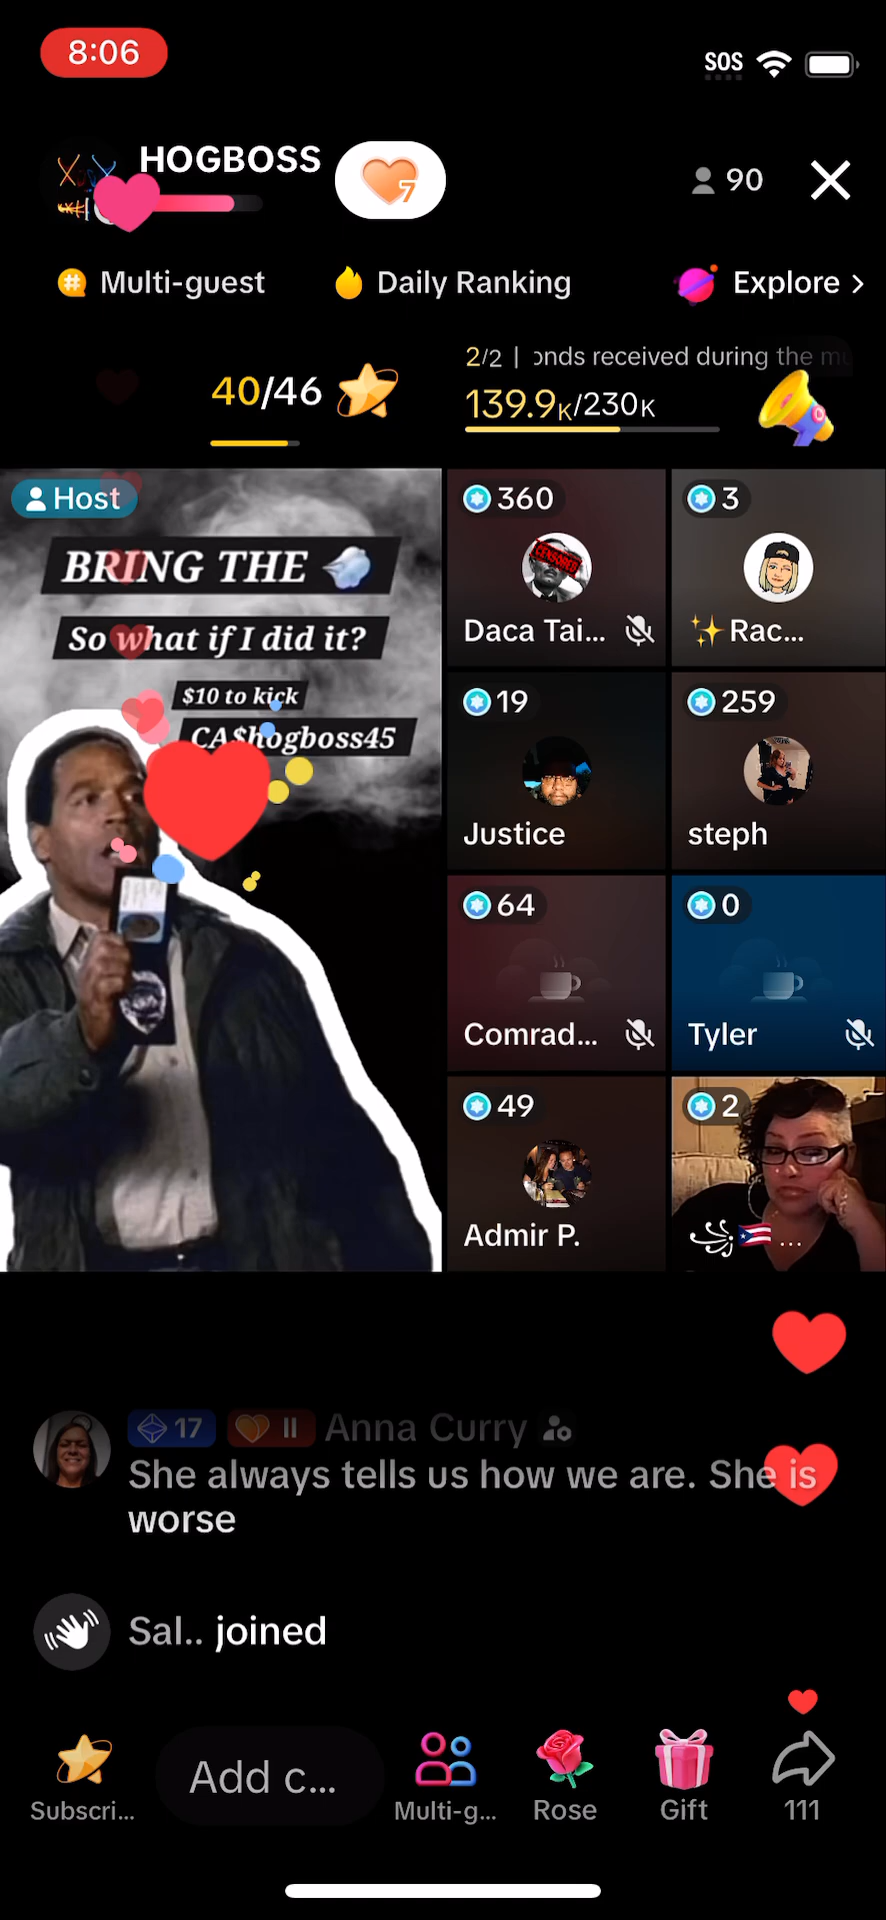 8:06
SOS
HOGBOSS
7
90
Multi-guest
Daily Ranking
Explore >
40/46
2/2 | onds received during the mu
139.9K/230K
Host
BRING THE 💨
So what if I did it?
$10 to kick
CA$hogboss45
360
Daca Tai...
3
✨Rac...
19
Justice
259
steph
64
Comrad...
0
Tyler
49
Admir P.
2
🇵🇷 ...
17 II Anna Curry
She always tells us how we are. She is
worse
Sal.. joined
Subscri...
Add c...
Multi-g...
Rose
Gift
111